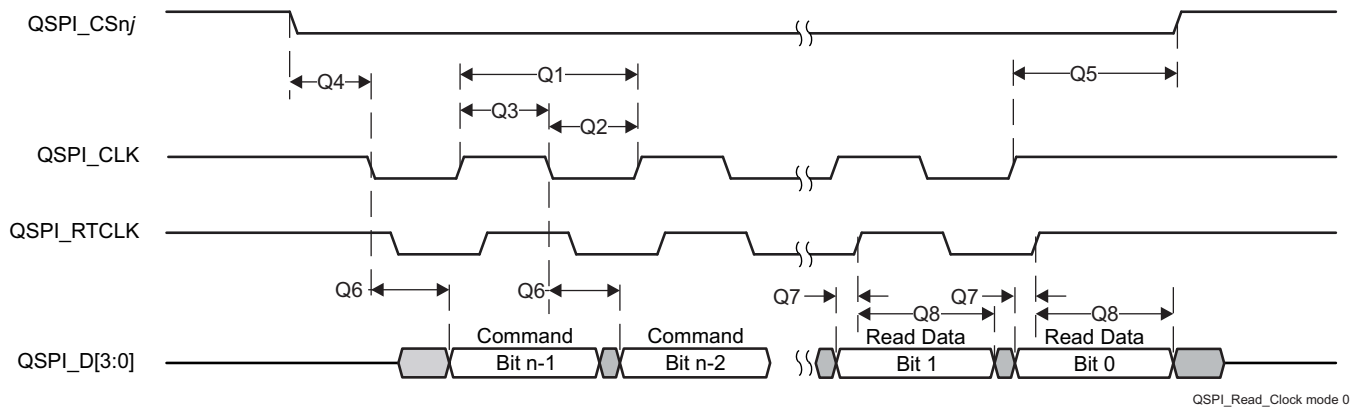 QSPI_CSnj
Q4
Q1
Q5
Q3
Q2
QSPI_CLK
QSPI_RTCLK
Q6
Q6
Q7
Q7
Q8
Q8
Command
Command
Read Data
Read Data
QSPI_D[3:0]
Bit n-1
Bit n-2
Bit 1
Bit 0
QSPI_Read_Clock mode 0